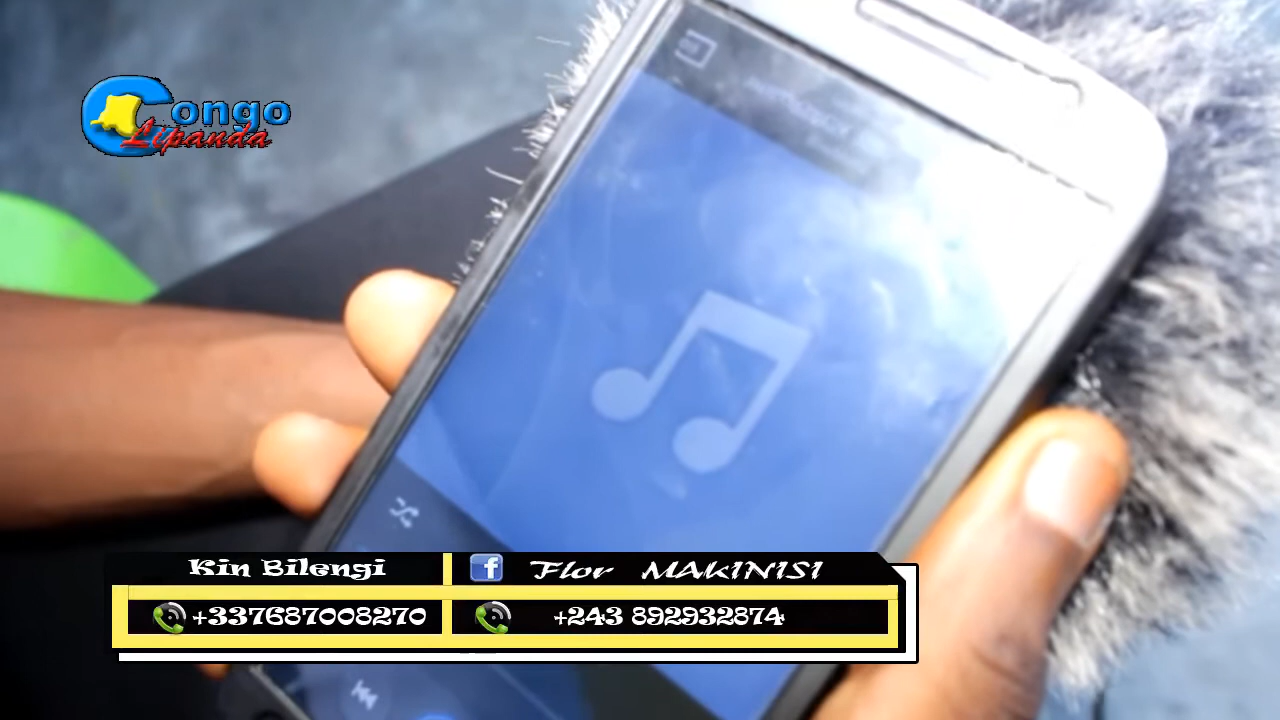 Congo
Lipanda
Kin Bilengi
Flor MAKINISI
+337687008270
+243 892932874